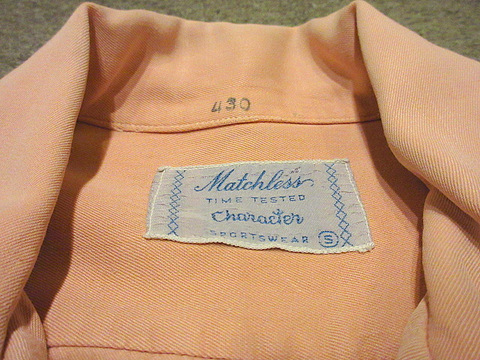 430
Matchless
TIME TESTED
Character
SPORTSWEAR S